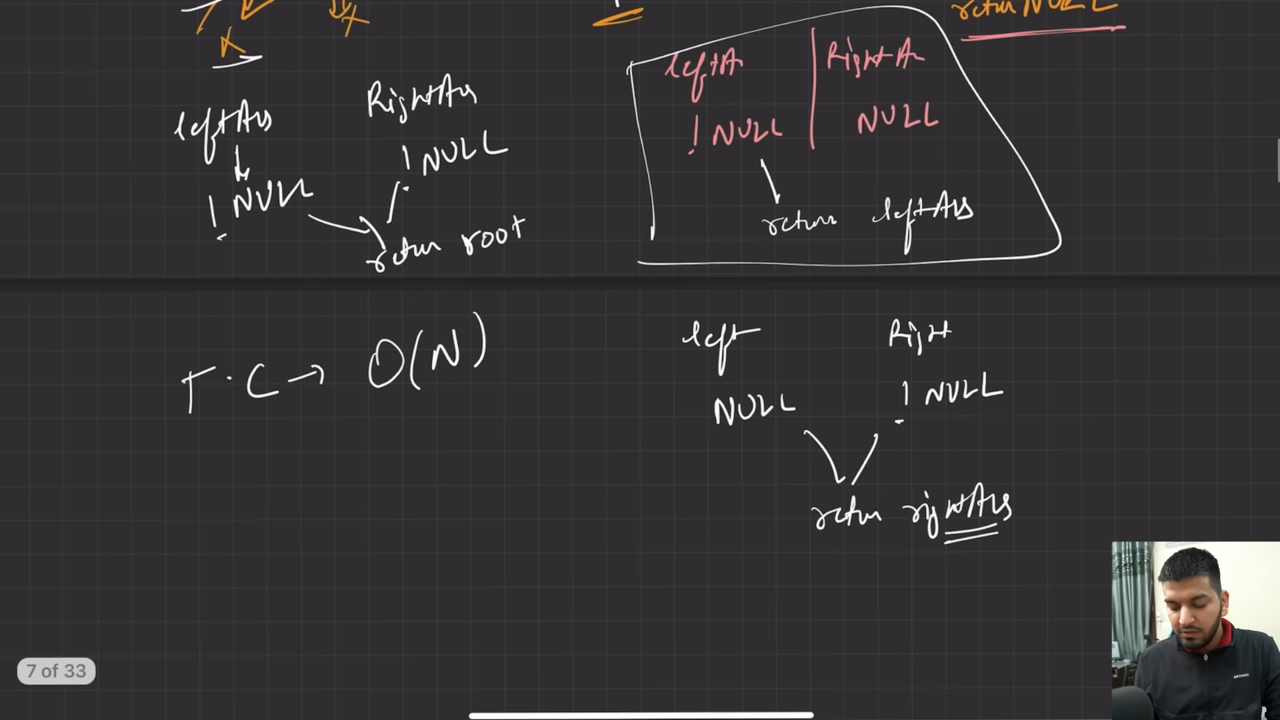 return NULL
leftA | RightA
! NULL | NULL
return leftAns
leftAns RightAns
! NULL ! NULL
return root
T.C → O(N)
left Right
NULL ! NULL
return rightAns
7 of 33